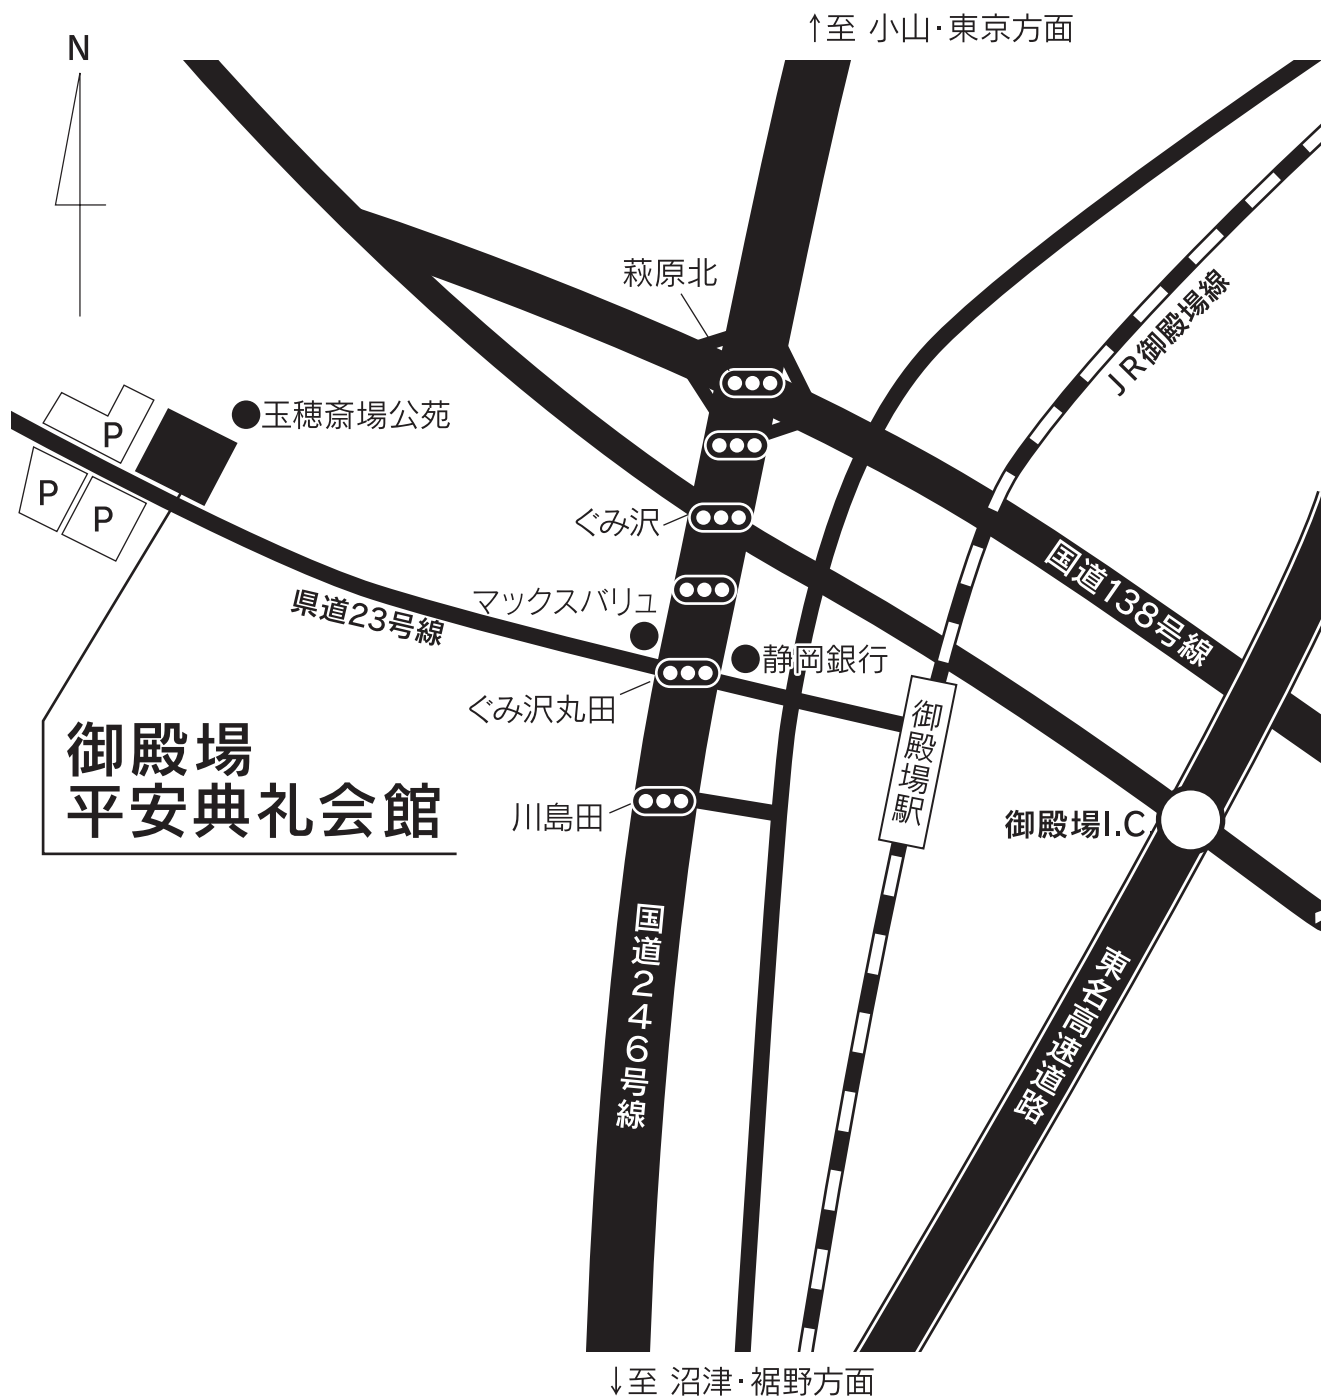 ↑至 小山・東京方面
N
萩原北
JR御殿場線
玉穂斎場公苑
P
P
P
ぐみ沢
国道138号線
県道23号線
マックスバリュ
静岡銀行
ぐみ沢丸田
御殿場駅
御殿場
平安典礼会館
川島田
御殿場I.C.
国道246号線
東名高速道路
↓至 沼津・裾野方面